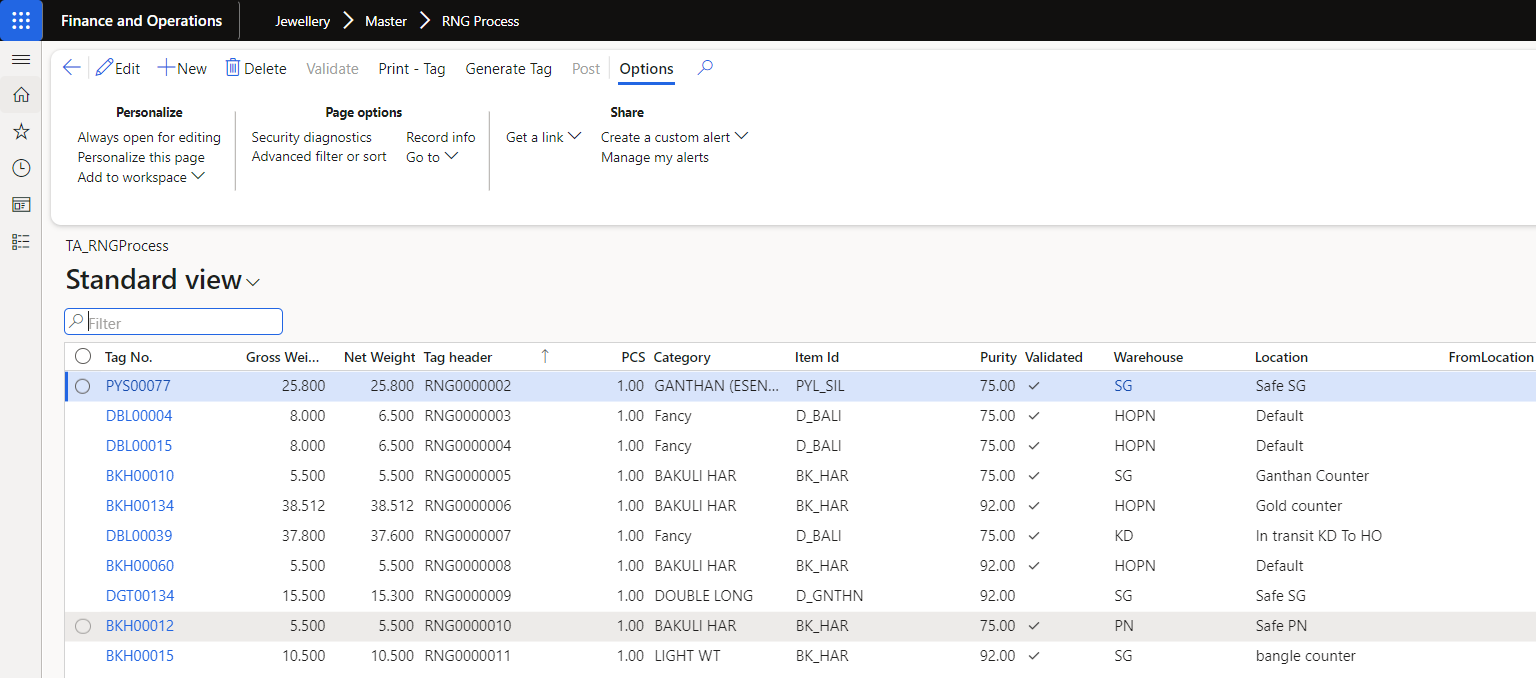 Finance and Operations Jewellery Master RNG Process
Edit New Delete Validate Print - Tag Generate Tag Post Options
Personalize Page options Share
Always open for editing Security diagnostics Record info Get a link Create a custom alert
Personalize this page Advanced filter or sort Go to Manage my alerts
Add to workspace
TA_RNGProcess
Standard view
Filter
Tag No. Gross Wei... Net Weight Tag header PCS Category Item Id Purity Validated Warehouse Location FromLocation
PYS00077 25.800 25.800 RNG0000002 1.00 GANTHAN (ESEN... PYL_SIL 75.00 SG Safe SG
DBL00004 8.000 6.500 RNG0000003 1.00 Fancy D_BALI 75.00 HOPN Default
DBL00015 8.000 6.500 RNG0000004 1.00 Fancy D_BALI 75.00 HOPN Default
BKH00010 5.500 5.500 RNG0000005 1.00 BAKULI HAR BK_HAR 75.00 SG Ganthan Counter
BKH00134 38.512 38.512 RNG0000006 1.00 BAKULI HAR BK_HAR 92.00 HOPN Gold counter
DBL00039 37.800 37.600 RNG0000007 1.00 Fancy D_BALI 75.00 KD In transit KD To HO
BKH00060 5.500 5.500 RNG0000008 1.00 BAKULI HAR BK_HAR 92.00 HOPN Default
DGT00134 15.500 15.300 RNG0000009 1.00 DOUBLE LONG D_GNTHN 92.00 SG Safe SG
BKH00012 5.500 5.500 RNG0000010 1.00 BAKULI HAR BK_HAR 75.00 PN Safe PN
BKH00015 10.500 10.500 RNG0000011 1.00 LIGHT WT BK_HAR 92.00 SG bangle counter